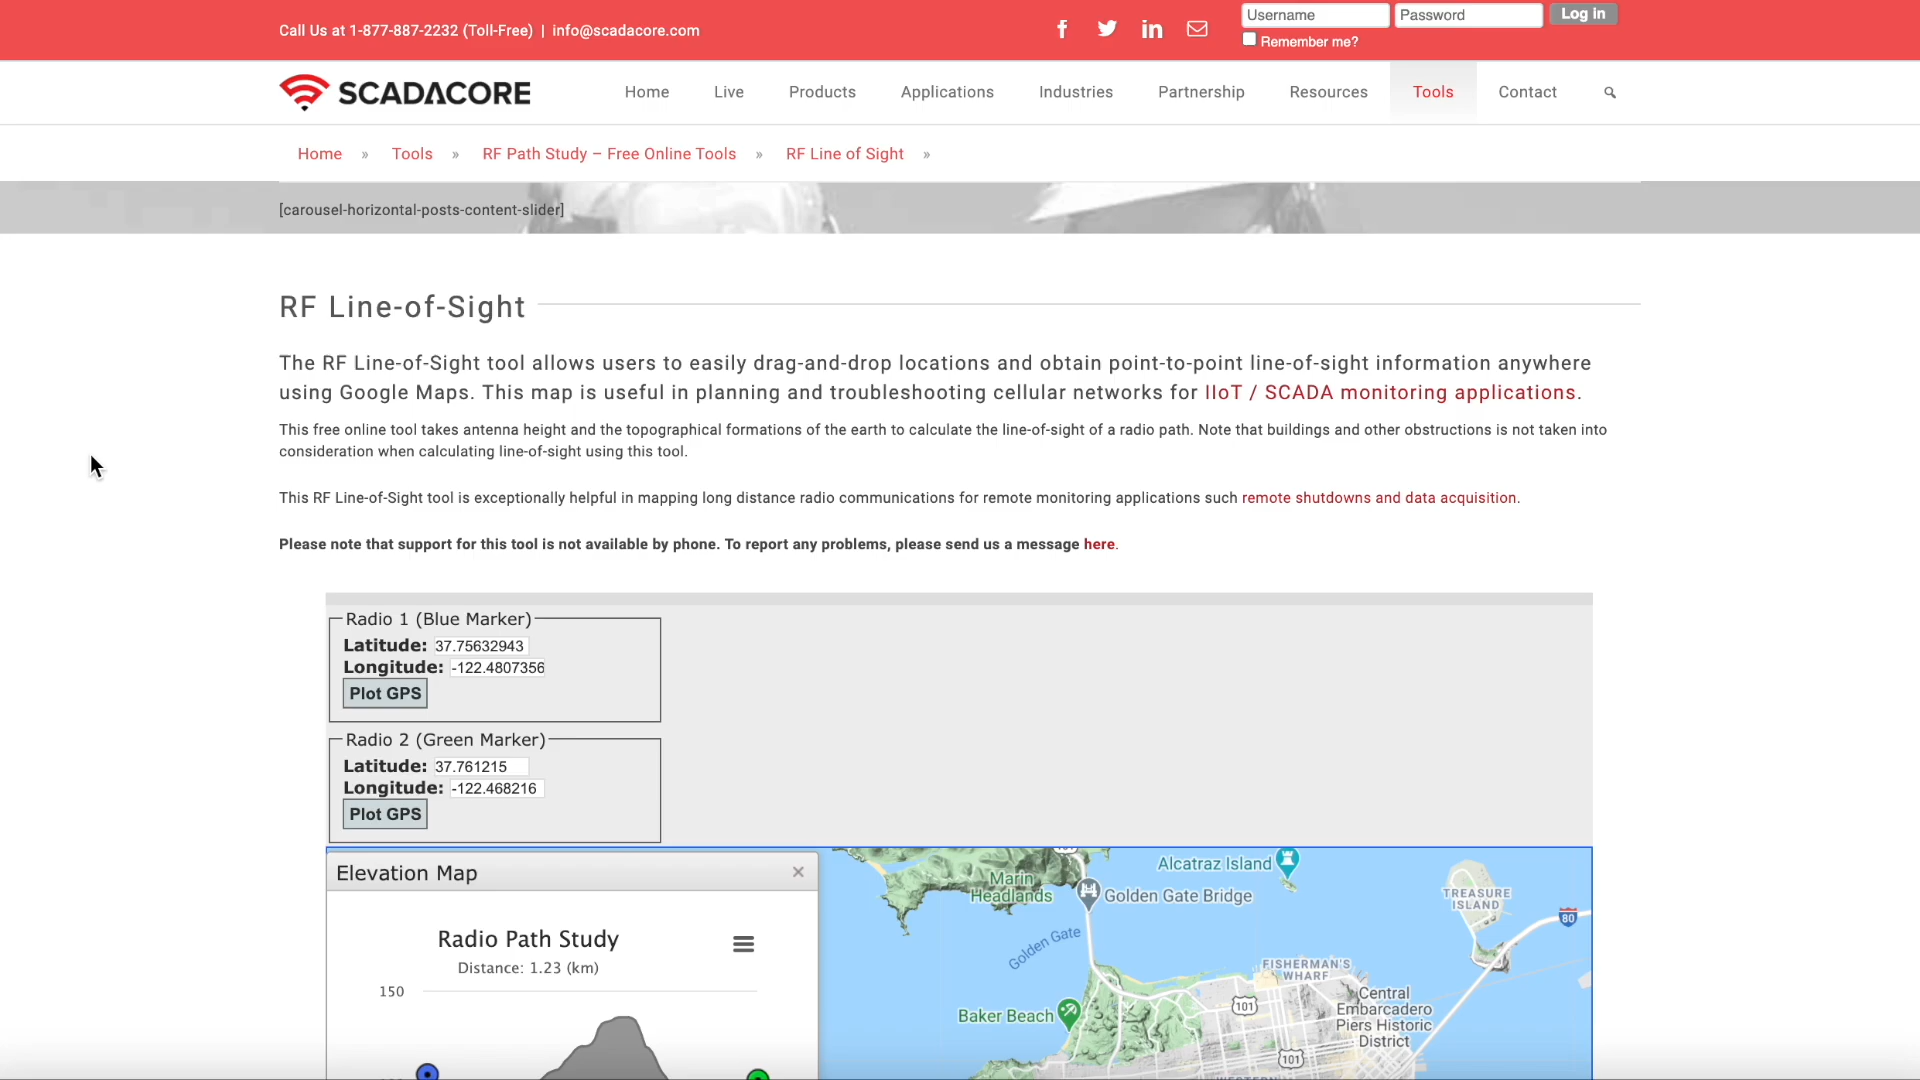 Call Us at 1-877-887-2232 (Toll-Free) | info@scadacore.com
Username
Password
Log in
Remember me?
SCADACORE
Home
Live
Products
Applications
Industries
Partnership
Resources
Tools
Contact
Home » Tools » RF Path Study – Free Online Tools » RF Line of Sight »
[carousel-horizontal-posts-content-slider]
RF Line-of-Sight
The RF Line-of-Sight tool allows users to easily drag-and-drop locations and obtain point-to-point line-of-sight information anywhere
using Google Maps. This map is useful in planning and troubleshooting cellular networks for IIoT / SCADA monitoring applications.
This free online tool takes antenna height and the topographical formations of the earth to calculate the line-of-sight of a radio path. Note that buildings and other obstructions is not taken into
consideration when calculating line-of-sight using this tool.
This RF Line-of-Sight tool is exceptionally helpful in mapping long distance radio communications for remote monitoring applications such remote shutdowns and data acquisition.
Please note that support for this tool is not available by phone. To report any problems, please send us a message here.
Radio 1 (Blue Marker)
Latitude: 37.75632943
Longitude: -122.4807356
Plot GPS
Radio 2 (Green Marker)
Latitude: 37.761215
Longitude: -122.468216
Plot GPS
Elevation Map ×
Radio Path Study
Distance: 1.23 (km)
150
Marin
Headlands
Alcatraz Island
Golden Gate Bridge
Golden Gate
TREASURE
ISLAND
80
FISHERMAN'S
WHARF
101
Central
Embarcadero
Piers Historic
District
Baker Beach
101